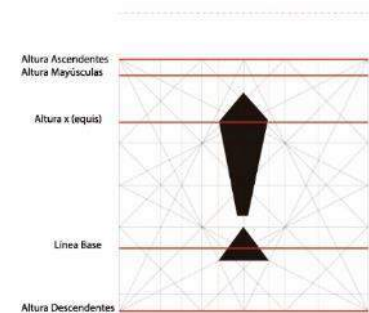 Altura Ascendentes
Altura Mayúsculas
Altura x (equis)
Línea Base
Altura Descendentes